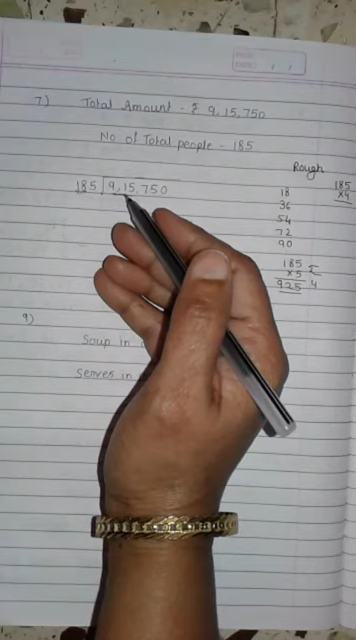 7) Total Amount - ₹ 9,15,750
No of Total people - 185
Rough
185 ) 9,15,750
18
36
54
72
90
185
×4
185
×5
925
4
9)
Soup in
Serves in